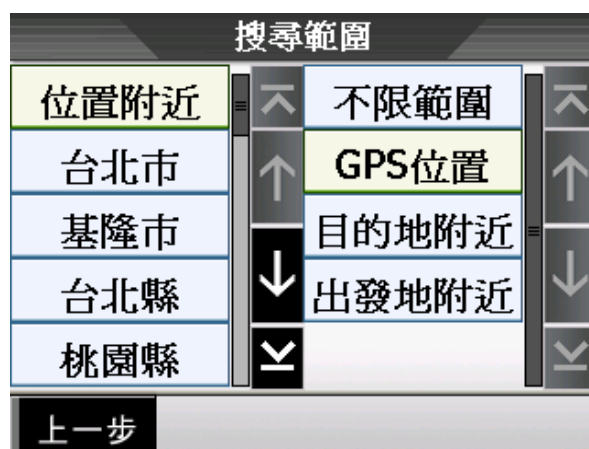 搜尋範圍
位置附近
台北市
基隆市
台北縣
桃園縣
不限範圍
GPS位置
目的地附近
出發地附近
上一步